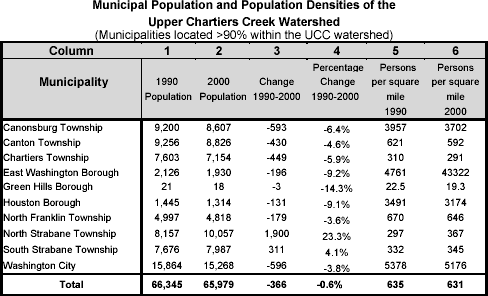 Municipal Population and Population Densities of the
Upper Chartiers Creek Watershed
(Municipalities located >90% within the UCC watershed)
Column 1 2 3 4 5 6
Municipality 1990 Population 2000 Population Change 1990-2000 Percentage Change 1990-2000 Persons per square mile 1990 Persons per square mile 2000
Canonsburg Township 9,200 8,607 -593 -6.4% 3957 3702
Canton Township 9,256 8,826 -430 -4.6% 621 592
Chartiers Township 7,603 7,154 -449 -5.9% 310 291
East Washington Borough 2,126 1,930 -196 -9.2% 4761 43322
Green Hills Borough 21 18 -3 -14.3% 22.5 19.3
Houston Borough 1,445 1,314 -131 -9.1% 3491 3174
North Franklin Township 4,997 4,818 -179 -3.6% 670 646
North Strabane Township 8,157 10,057 1,900 23.3% 297 367
South Strabane Township 7,676 7,987 311 4.1% 332 345
Washington City 15,864 15,268 -596 -3.8% 5378 5176
Total 66,345 65,979 -366 -0.6% 635 631